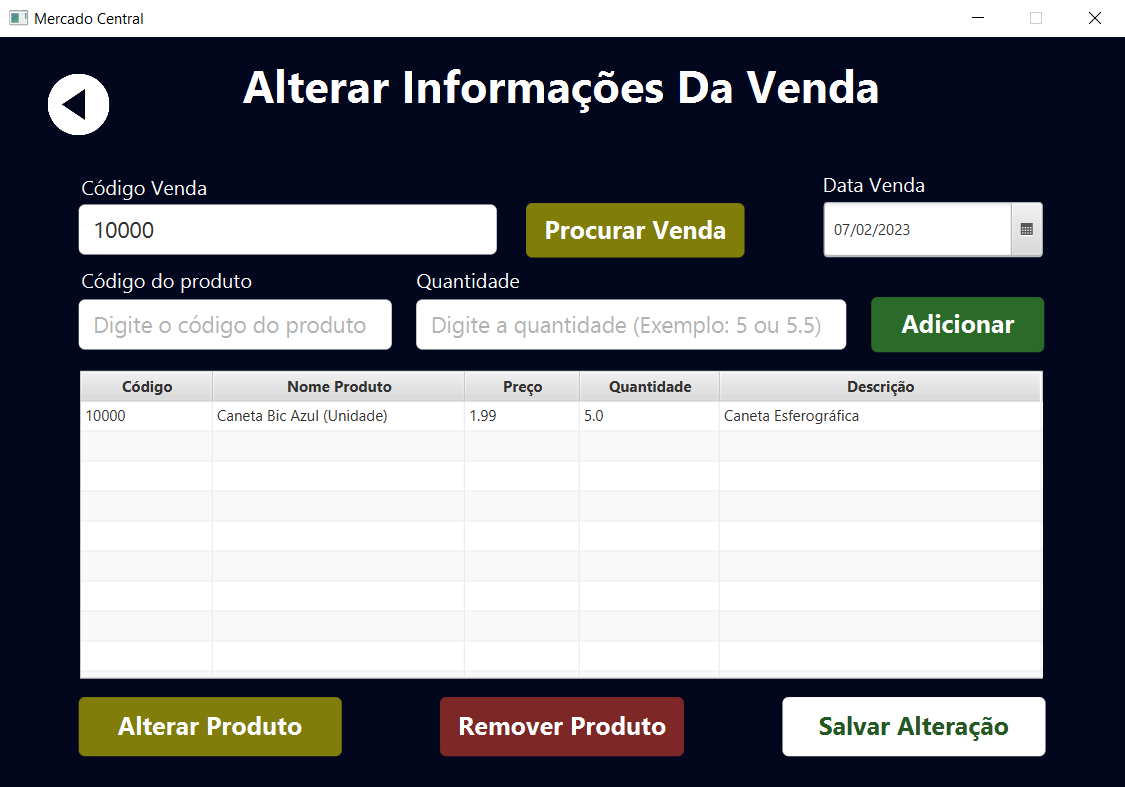 Mercado Central
Alterar Informações Da Venda
Código Venda
Data Venda
10000
Procurar Venda
07/02/2023
Código do produto
Quantidade
Digite o código do produto
Digite a quantidade (Exemplo: 5 ou 5.5)
Adicionar
Código Nome Produto Preço Quantidade Descrição
10000 Caneta Bic Azul (Unidade) 1.99 5.0 Caneta Esferográfica
Alterar Produto
Remover Produto
Salvar Alteração